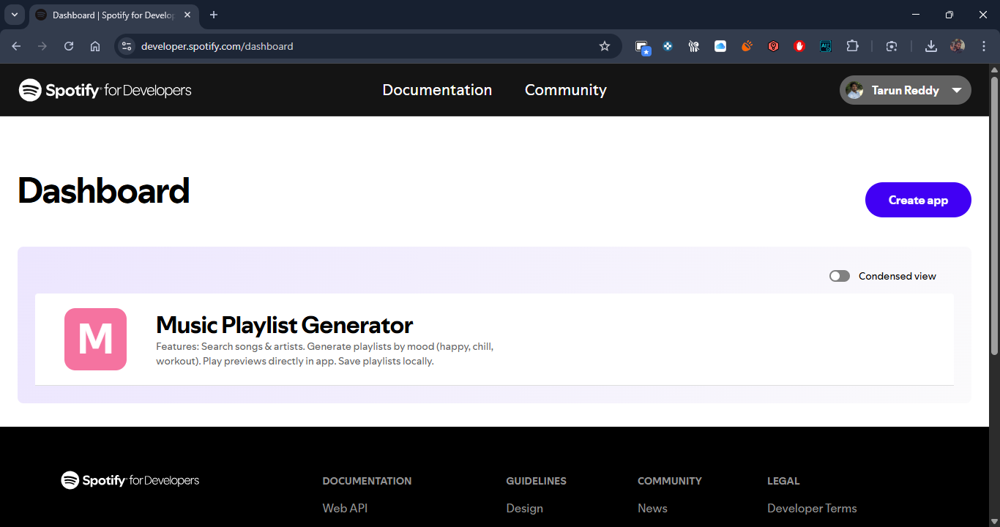 Dashboard | Spotify for Develop
developer.spotify.com/dashboard
Spotify for Developers
Documentation
Community
Tarun Reddy
Dashboard
Create app
Condensed view
M
Music Playlist Generator
Features: Search songs & artists. Generate playlists by mood (happy, chill,
workout). Play previews directly in app. Save playlists locally.
Spotify for Developers
DOCUMENTATION
GUIDELINES
COMMUNITY
LEGAL
Web API
Design
News
Developer Terms